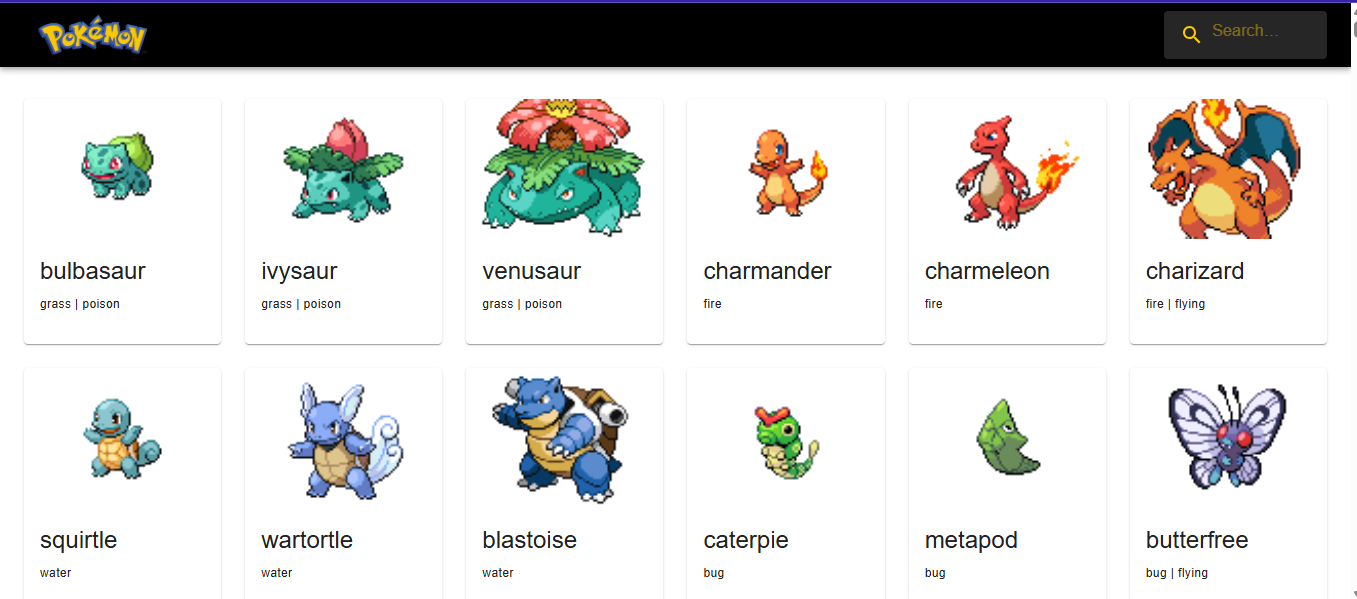 POKéMON
Search...
bulbasaur
grass | poison
ivysaur
grass | poison
venusaur
grass | poison
charmander
fire
charmeleon
fire
charizard
fire | flying
squirtle
water
wartortle
water
blastoise
water
caterpie
bug
metapod
bug
butterfree
bug | flying